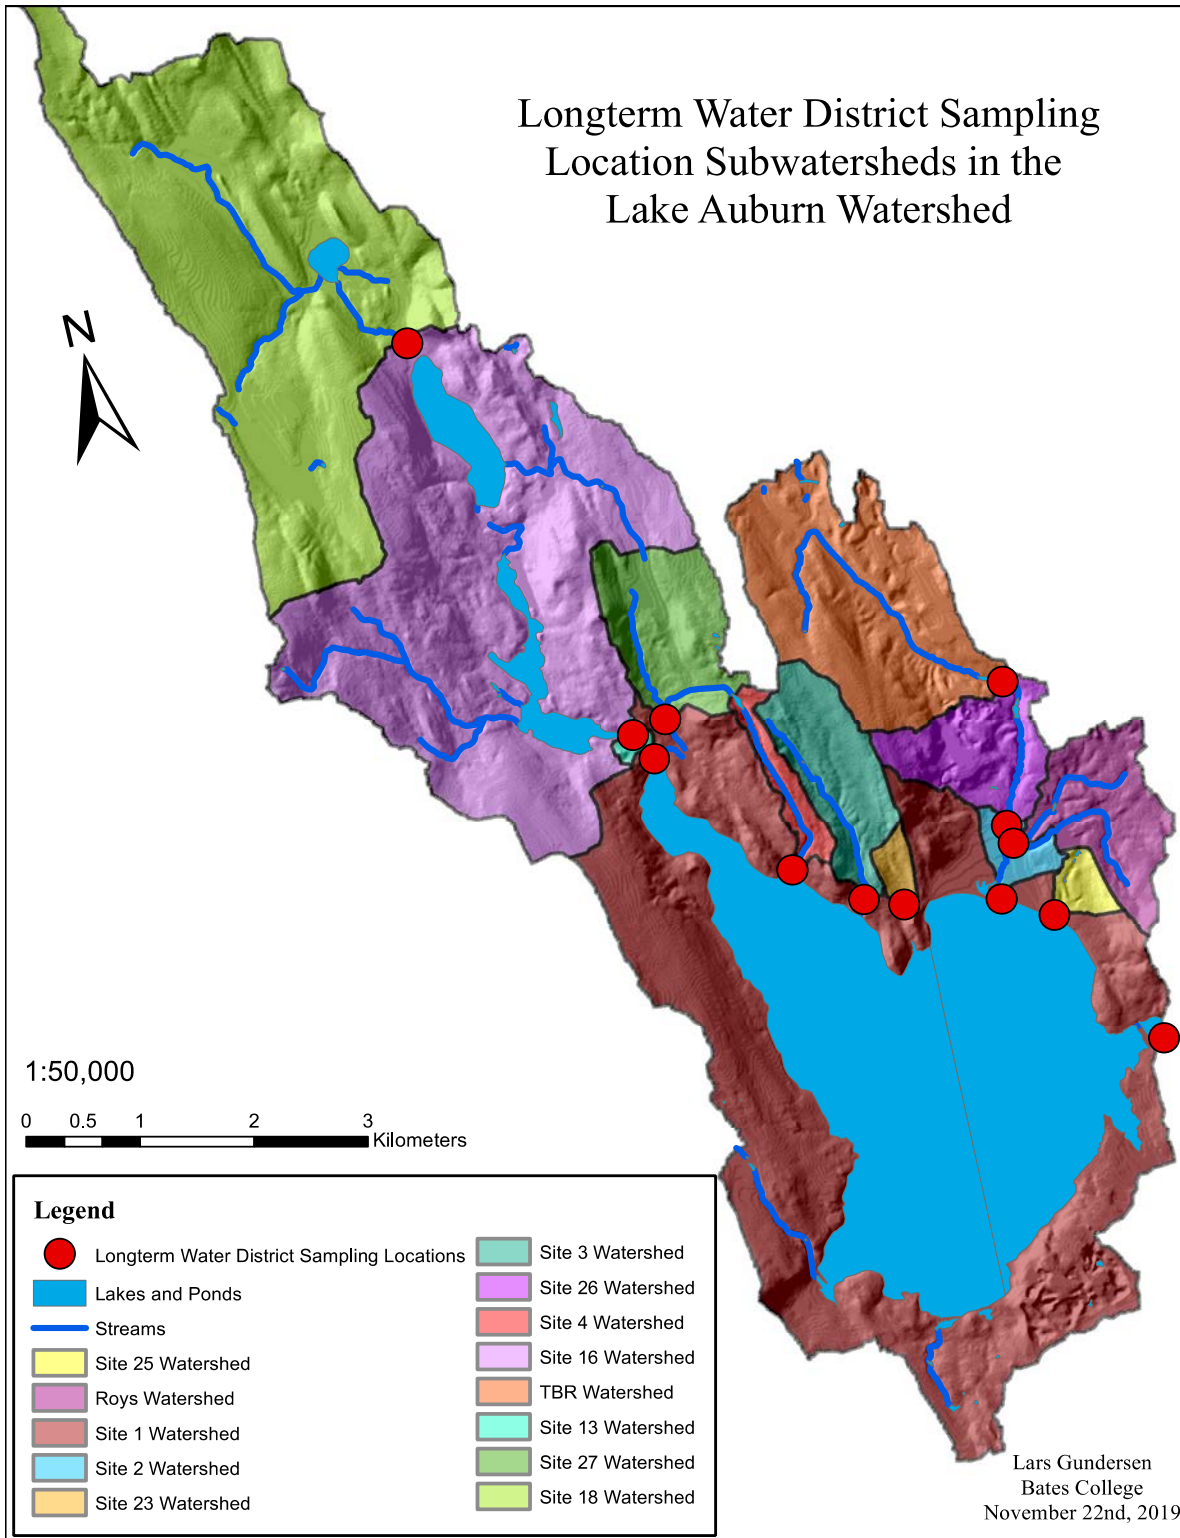 Longterm Water District Sampling
Location Subwatersheds in the
Lake Auburn Watershed
N
1:50,000
0 0.5 1 2 3
Kilometers
Legend
Longterm Water District Sampling Locations
Lakes and Ponds
Streams
Site 25 Watershed
Roys Watershed
Site 1 Watershed
Site 2 Watershed
Site 23 Watershed
Site 3 Watershed
Site 26 Watershed
Site 4 Watershed
Site 16 Watershed
TBR Watershed
Site 13 Watershed
Site 27 Watershed
Site 18 Watershed
Lars Gundersen
Bates College
November 22nd, 2019